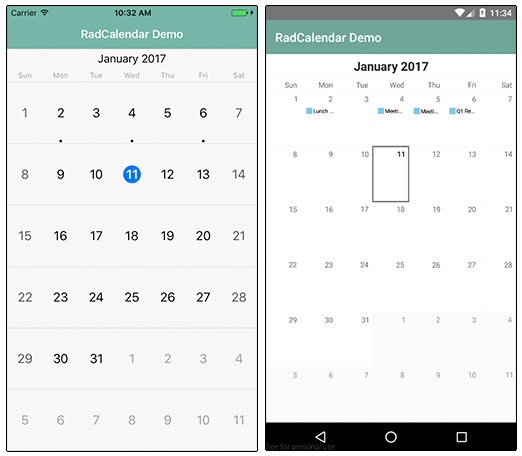 Carrier 10:32 AM
RadCalendar Demo
January 2017
Sun Mon Tue Wed Thu Fri Sat
1 2 3 4 5 6 7
8 9 10 11 12 13 14
15 16 17 18 19 20 21
22 23 24 25 26 27 28
29 30 31 1 2 3 4
5 6 7 8 9 10 11
11:34
RadCalendar Demo
January 2017
Sun Mon Tue Wed Thu Fri Sat
1 2 3 4 5 6 7
Lunch ... Meeti... Meeti... Q1 Re...
8 9 10 11 12 13 14
15 16 17 18 19 20 21
22 23 24 25 26 27 28
29 30 31 1 2 3 4
5 6 7 8 9 10 11
free for personal use